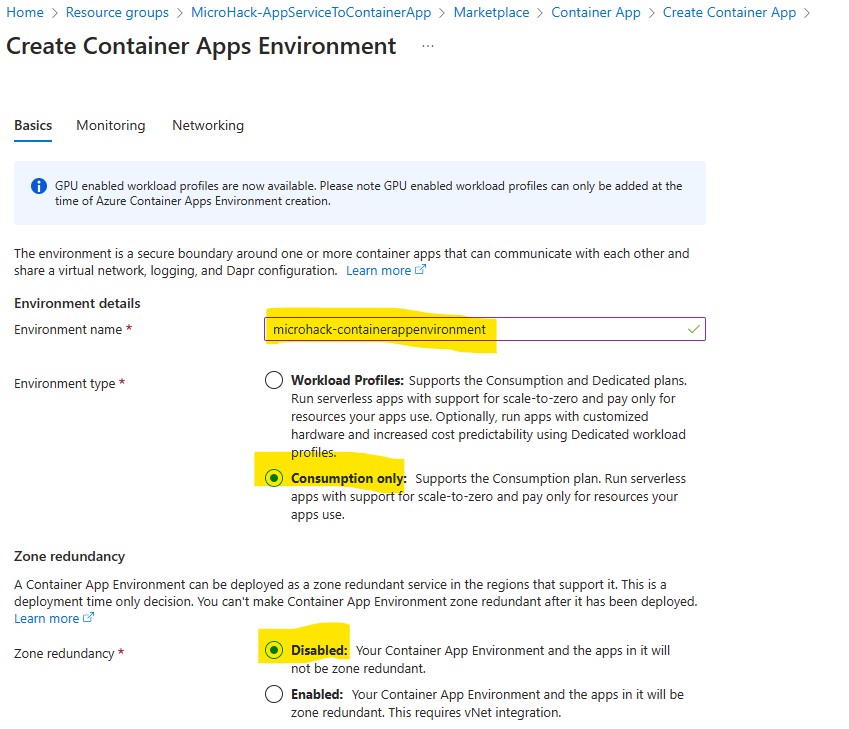 Home > Resource groups > MicroHack-AppServiceToContainerApp > Marketplace > Container App > Create Container App >
Create Container Apps Environment ...
Basics Monitoring Networking
GPU enabled workload profiles are now available. Please note GPU enabled workload profiles can only be added at the
time of Azure Container Apps Environment creation.
The environment is a secure boundary around one or more container apps that can communicate with each other and
share a virtual network, logging, and Dapr configuration. Learn more
Environment details
Environment name * microhack-containerappenvironment
Environment type * Workload Profiles: Supports the Consumption and Dedicated plans.
Run serverless apps with support for scale-to-zero and pay only for
resources your apps use. Optionally, run apps with customized
hardware and increased cost predictability using Dedicated workload
profiles.
Consumption only: Supports the Consumption plan. Run serverless
apps with support for scale-to-zero and pay only for resources your
apps use.
Zone redundancy
A Container App Environment can be deployed as a zone redundant service in the regions that support it. This is a
deployment time only decision. You can't make Container App Environment zone redundant after it has been deployed.
Learn more
Zone redundancy * Disabled: Your Container App Environment and the apps in it will
not be zone redundant.
Enabled: Your Container App Environment and the apps in it will be
zone redundant. This requires vNet integration.